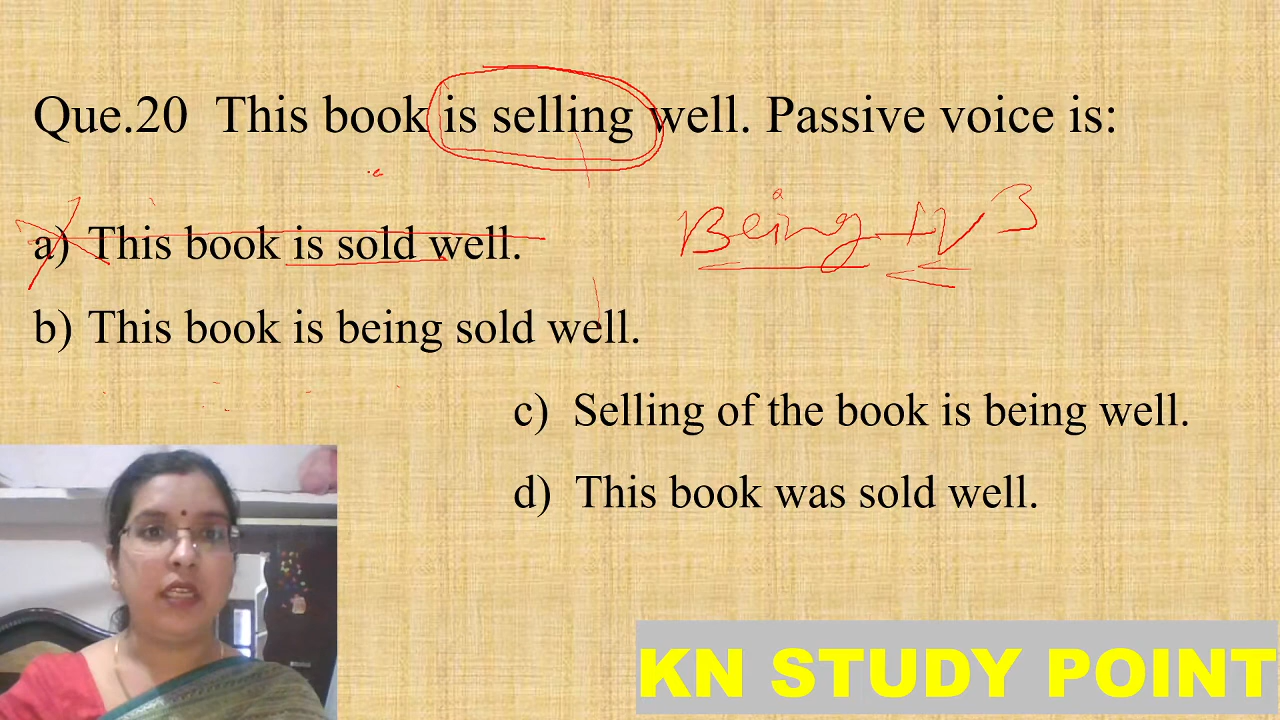 Que.20 This book is selling well. Passive voice is:
Being + V3
a) This book is sold well.
b) This book is being sold well.
c) Selling of the book is being well.
d) This book was sold well.
KN STUDY POINT